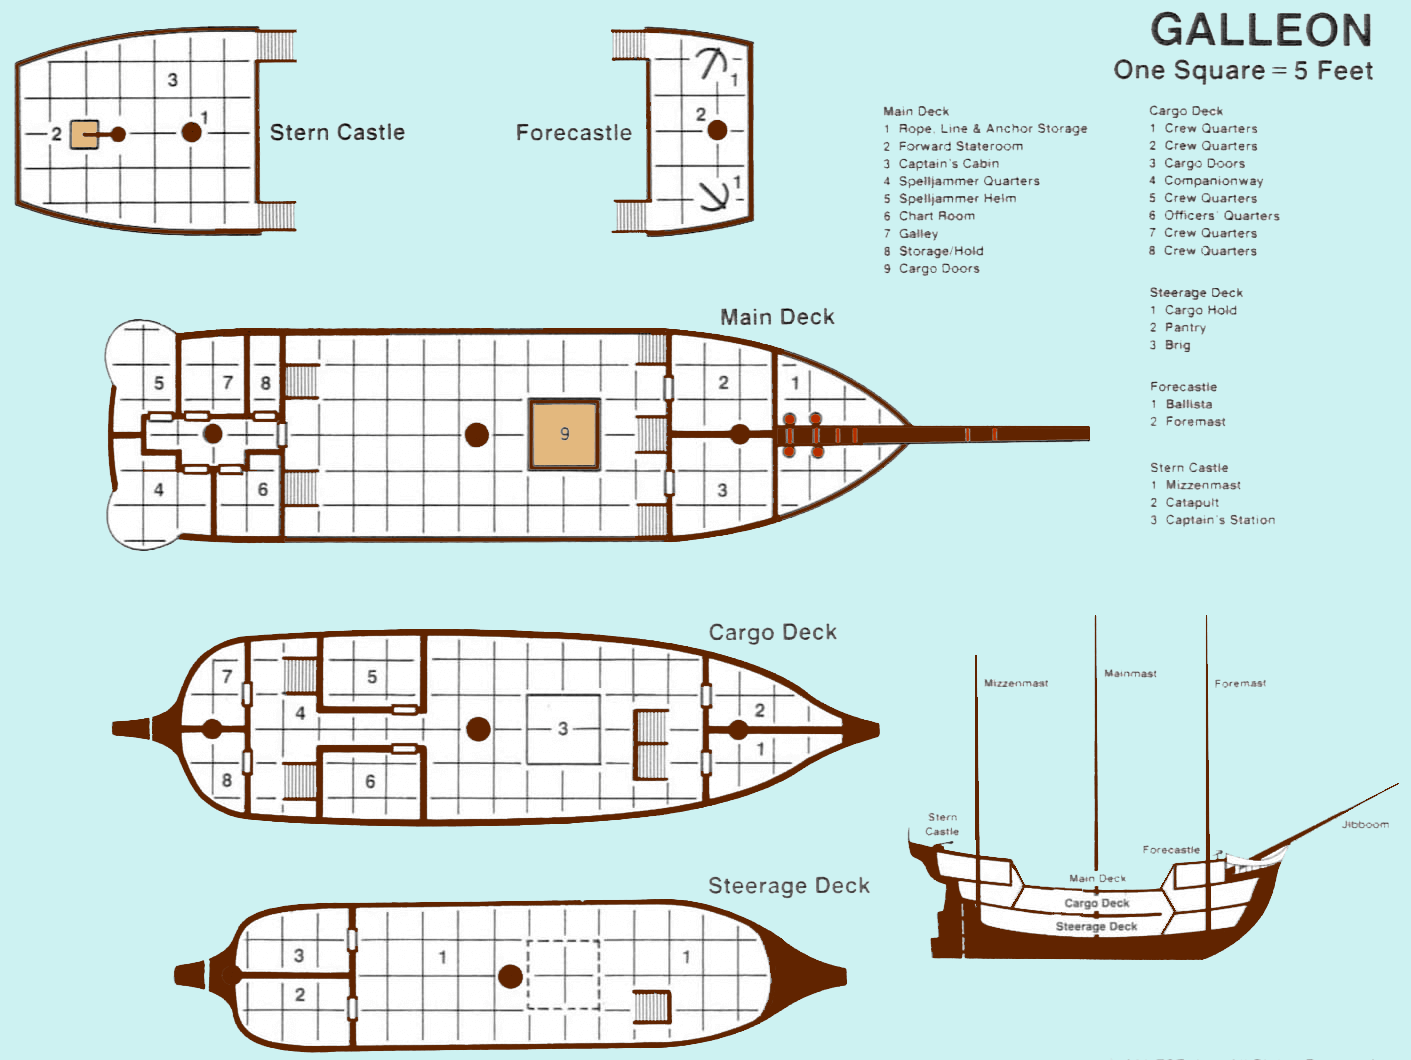 GALLEON
One Square = 5 Feet
3
2
1
Stern Castle
Forecastle
1
2
1
Main Deck
1 Rope, Line & Anchor Storage
2 Forward Stateroom
3 Captain's Cabin
4 Spelljammer Quarters
5 Spelljammer Helm
6 Chart Room
7 Galley
8 Storage/Hold
9 Cargo Doors
Cargo Deck
1 Crew Quarters
2 Crew Quarters
3 Cargo Doors
4 Companionway
5 Crew Quarters
6 Officers' Quarters
7 Crew Quarters
8 Crew Quarters
Steerage Deck
1 Cargo Hold
2 Pantry
3 Brig
Forecastle
1 Ballista
2 Foremast
Stern Castle
1 Mizzenmast
2 Catapult
3 Captain's Station
Main Deck
5
7
8
2
1
9
4
6
3
Cargo Deck
7
5
4
3
2
1
8
6
Mizzenmast
Mainmast
Foremast
Stern
Castle
Jibboom
Forecastle
Main Deck
Cargo Deck
Steerage Deck
Steerage Deck
3
1
1
2